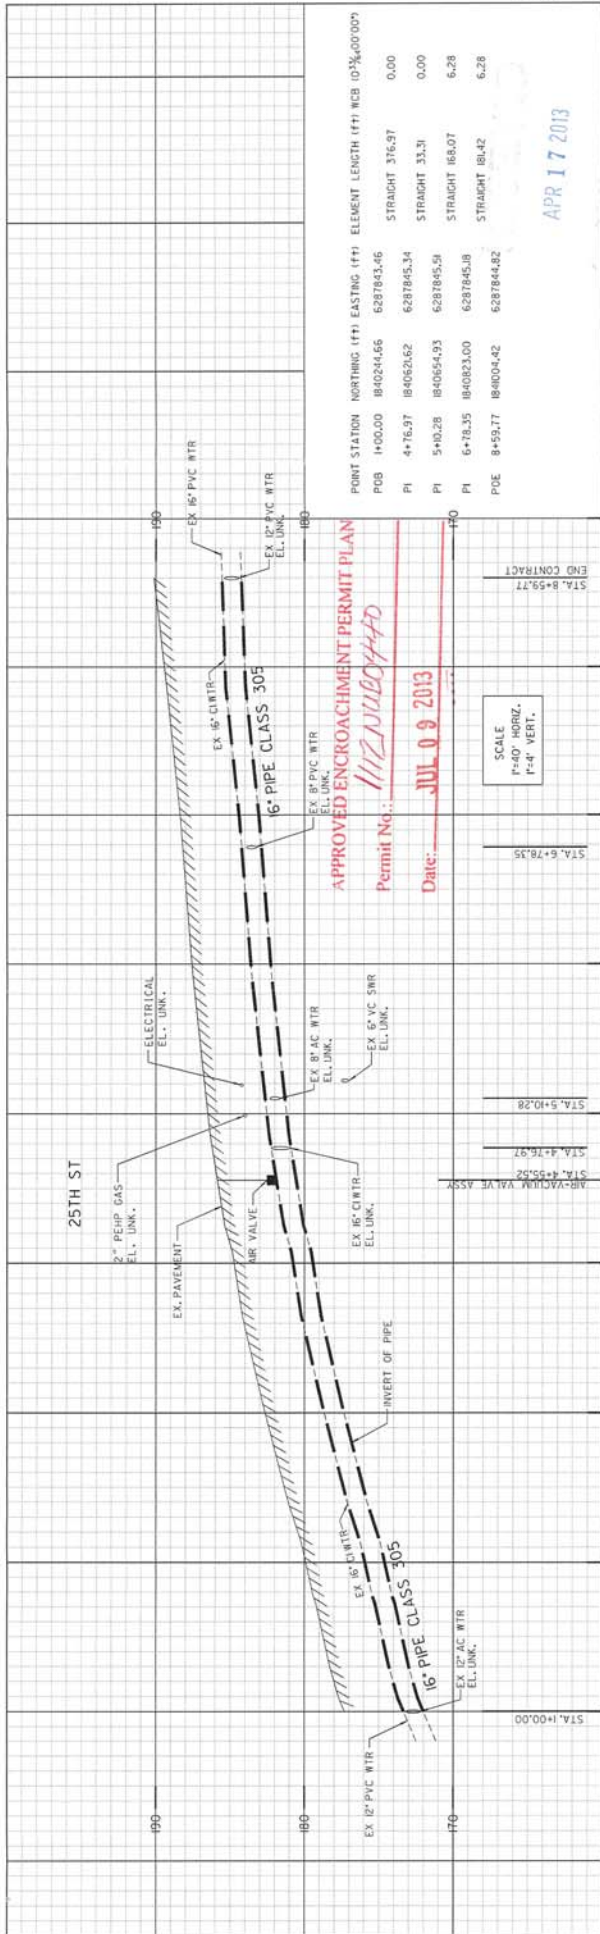 25TH ST
190
180
170
EX 12" PVC WTR
STA. 1+00.00
EX 12" AC WTR
EL. UNK.
16" PIPE CLASS 305
EX 16" CI WTR
INVERT OF PIPE
EX. PAVEMENT
2" PEHP GAS
EL. UNK.
AIR VALVE
AIR-VACUUM VALVE ASSY
STA. 4+55.52
STA. 4+76.97
EX 16" CI WTR
EL. UNK.
STA. 5+10.28
ELECTRICAL
EL. UNK.
EX 8" AC WTR
EL. UNK.
EX 6" VC SWR
EL. UNK.
STA. 6+78.35
EX 8" PVC WTR
EL. UNK.
EX 16" CI WTR
16" PIPE CLASS 305
EX 16" PVC WTR
EX 12" PVC WTR
EL. UNK.
STA. 8+59.77
END CONTRACT
190
180
170
SCALE
1"=40' HORIZ.
1"=4' VERT.
APPROVED ENCROACHMENT PERMIT PLAN
Permit No.:
Date: JUL 09 2013
POINT STATION NORTHING (ft) EASTING (ft) ELEMENT LENGTH (ft) WCB
POB 1+00.00 1840244.66 6287843.46
STRAIGHT 376.97 0.00
PI 4+76.97 1840621.62 6287845.34
STRAIGHT 33.31 0.00
PI 5+10.28 1840654.93 6287845.51
STRAIGHT 168.07 6.28
PI 6+78.35 1840823.00 6287845.18
STRAIGHT 181.42 6.28
POE 8+59.77 1841004.42 6287844.82
APR 17 2013